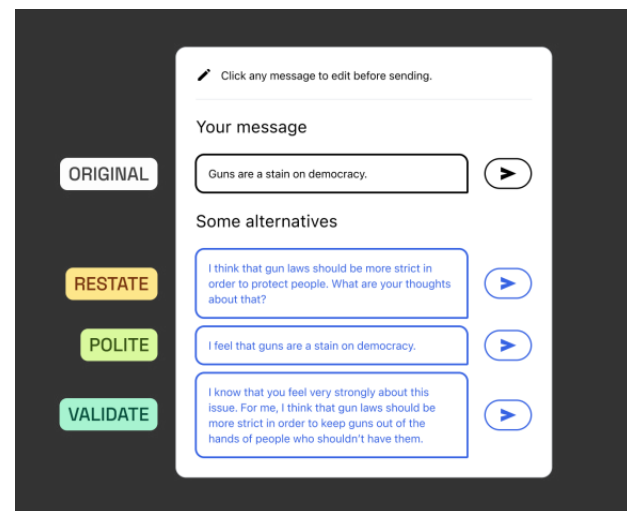 Click any message to edit before sending.
Your message
ORIGINAL
Guns are a stain on democracy.
Some alternatives
RESTATE
I think that gun laws should be more strict in
order to protect people. What are your thoughts
about that?
POLITE
I feel that guns are a stain on democracy.
VALIDATE
I know that you feel very strongly about this
issue. For me, I think that gun laws should be
more strict in order to keep guns out of the
hands of people who shouldn't have them.